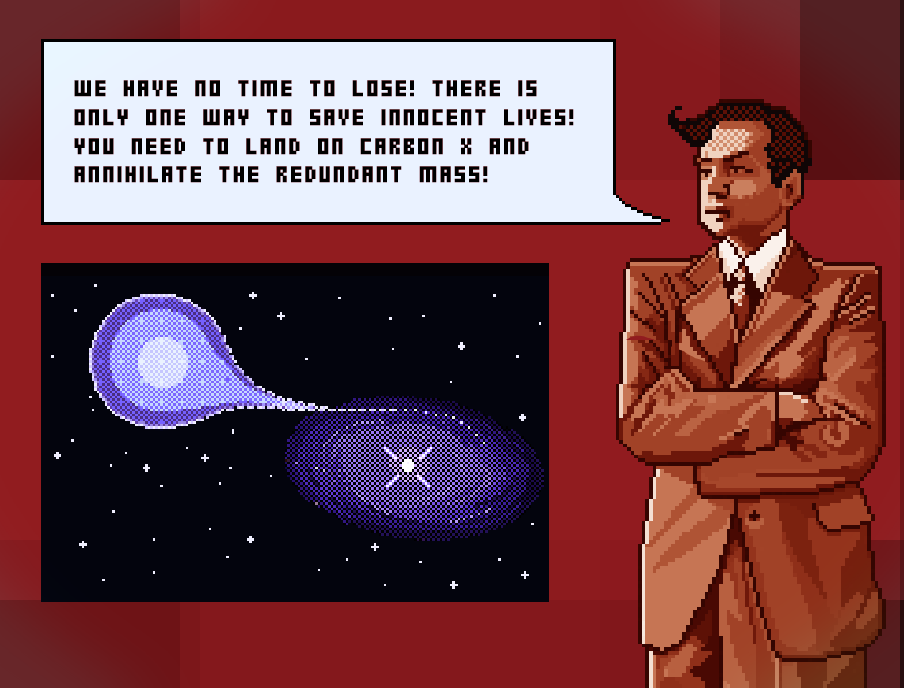 WE HAVE NO TIME TO LOSE! THERE IS
ONLY ONE WAY TO SAVE INNOCENT LIVES!
YOU NEED TO LAND ON CARBON X AND
ANNIHILATE THE REDUNDANT MASS!